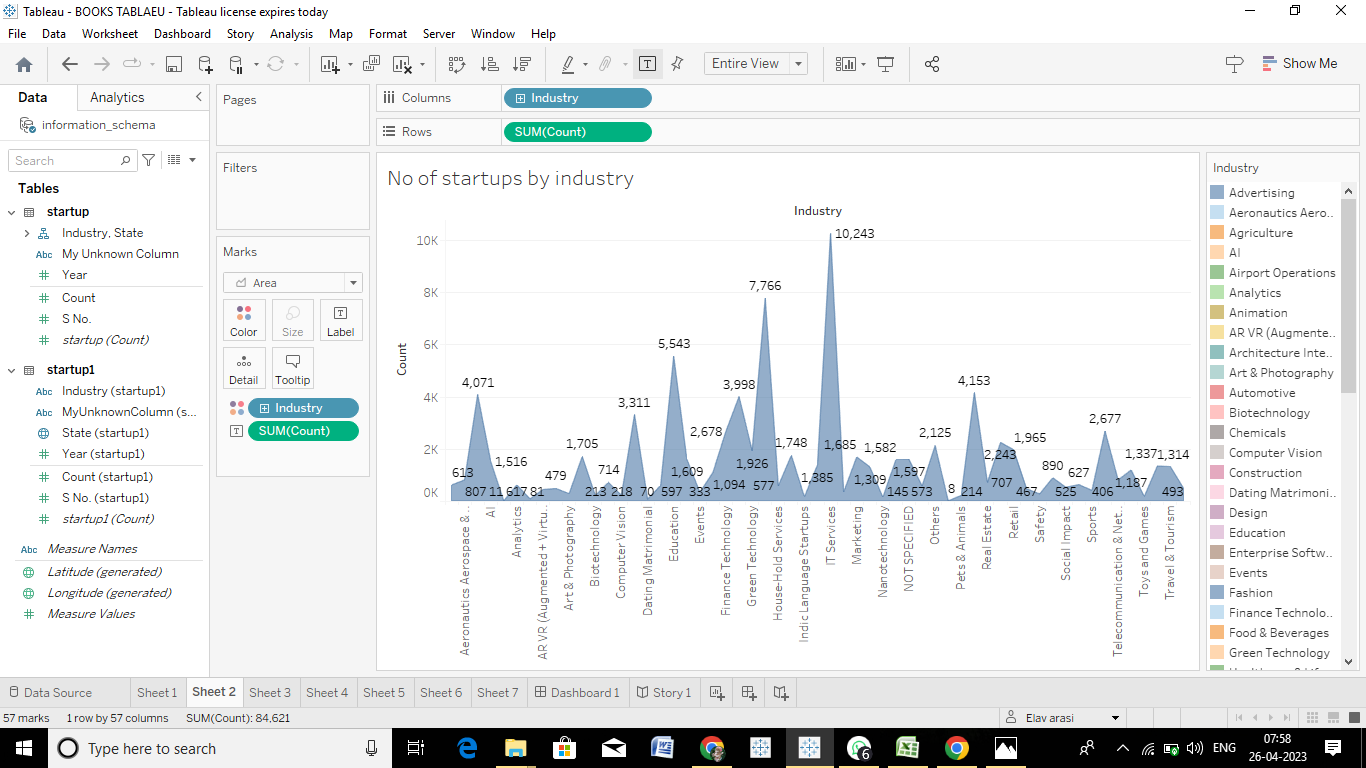 Tableau - BOOKS TABLAEU - Tableau license expires today
File Data Worksheet Dashboard Story Analysis Map Format Server Window Help
Entire View
Show Me
Data Analytics
information_schema
Search
Tables
startup
Industry, State
Abc My Unknown Column
Year
Count
S No.
startup (Count)
startup1
Abc Industry (startup1)
Abc MyUnknownColumn (s...
State (startup1)
Abc Year (startup1)
Count (startup1)
S No. (startup1)
startup1 (Count)
Abc Measure Names
Latitude (generated)
Longitude (generated)
Measure Values
Pages
Filters
Marks
Area
Color Size Label
Detail Tooltip
Industry
SUM(Count)
Columns Industry
Rows SUM(Count)
No of startups by industry
Industry
Count
10K
8K
6K
4K
2K
0K
10,243
7,766
5,543
4,071
3,998
4,153
3,311
2,678
2,677
1,705
1,748
1,685
1,582
2,125
1,965
1,337
1,314
613
1,516
479
714
1,609
1,926
1,385
1,309
1,597
2,243
890
627
1,187
807
11
617
81
213
218
70
597
333
1,094
577
145
573
8
214
707
467
525
406
493
Aeronautics Aerospace & ..
AI
Analytics
AR VR (Augmented + Virtu..
Art & Photography
Biotechnology
Computer Vision
Dating Matrimonial
Education
Events
Finance Technology
Green Technology
House-Hold Services
Indic Language Startups
IT Services
Marketing
Nanotechnology
NOT SPECIFIED
Others
Pets & Animals
Real Estate
Retail
Safety
Social Impact
Sports
Telecommunication & Net..
Toys and Games
Travel & Tourism
Industry
Advertising
Aeronautics Aero..
Agriculture
AI
Airport Operations
Analytics
Animation
AR VR (Augmente..
Architecture Inte..
Art & Photography
Automotive
Biotechnology
Chemicals
Computer Vision
Construction
Dating Matrimoni..
Design
Education
Enterprise Softw..
Events
Fashion
Finance Technolo..
Food & Beverages
Green Technology
Data Source Sheet 1 Sheet 2 Sheet 3 Sheet 4 Sheet 5 Sheet 6 Sheet 7 Dashboard 1 Story 1
57 marks 1 row by 57 columns SUM(Count): 84,621
Elav arasi
Type here to search
6
ENG
07:58
26-04-2023